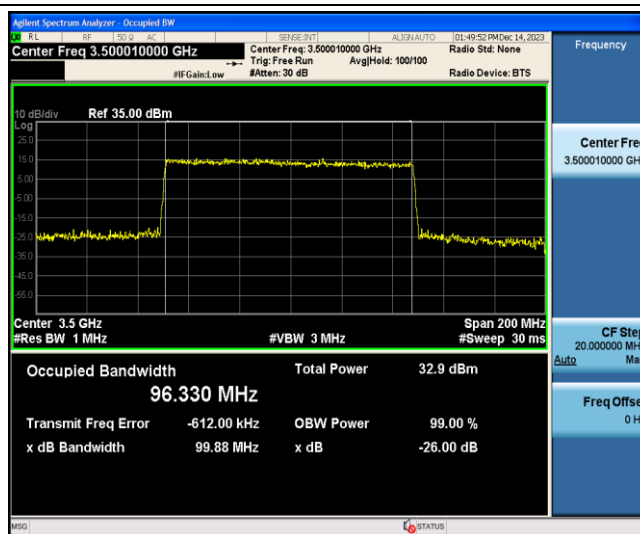 Agilent Spectrum Analyzer - Occupied BW
RL RF 50 Ω AC SENSE:INT ALIGN AUTO 01:49:52 PM Dec 14, 2023
Center Freq 3.500010000 GHz
Center Freq: 3.500010000 GHz Radio Std: None
Trig: Free Run Avg|Hold: 100/100
#IFGain:Low #Atten: 30 dB Radio Device: BTS
10 dB/div Ref 35.00 dBm
Log
25.0
15.0
5.00
-5.00
-15.0
-25.0
-35.0
-45.0
-55.0
Center 3.5 GHz Span 200 MHz
#Res BW 1 MHz #VBW 3 MHz #Sweep 30 ms
Occupied Bandwidth Total Power 32.9 dBm
96.330 MHz
Transmit Freq Error -612.00 kHz OBW Power 99.00 %
x dB Bandwidth 99.88 MHz x dB -26.00 dB
MSG STATUS
Frequency
Center Fre
3.500010000 GH
CF Ste
20.000000 MH
Auto Ma
Freq Offse
0 H